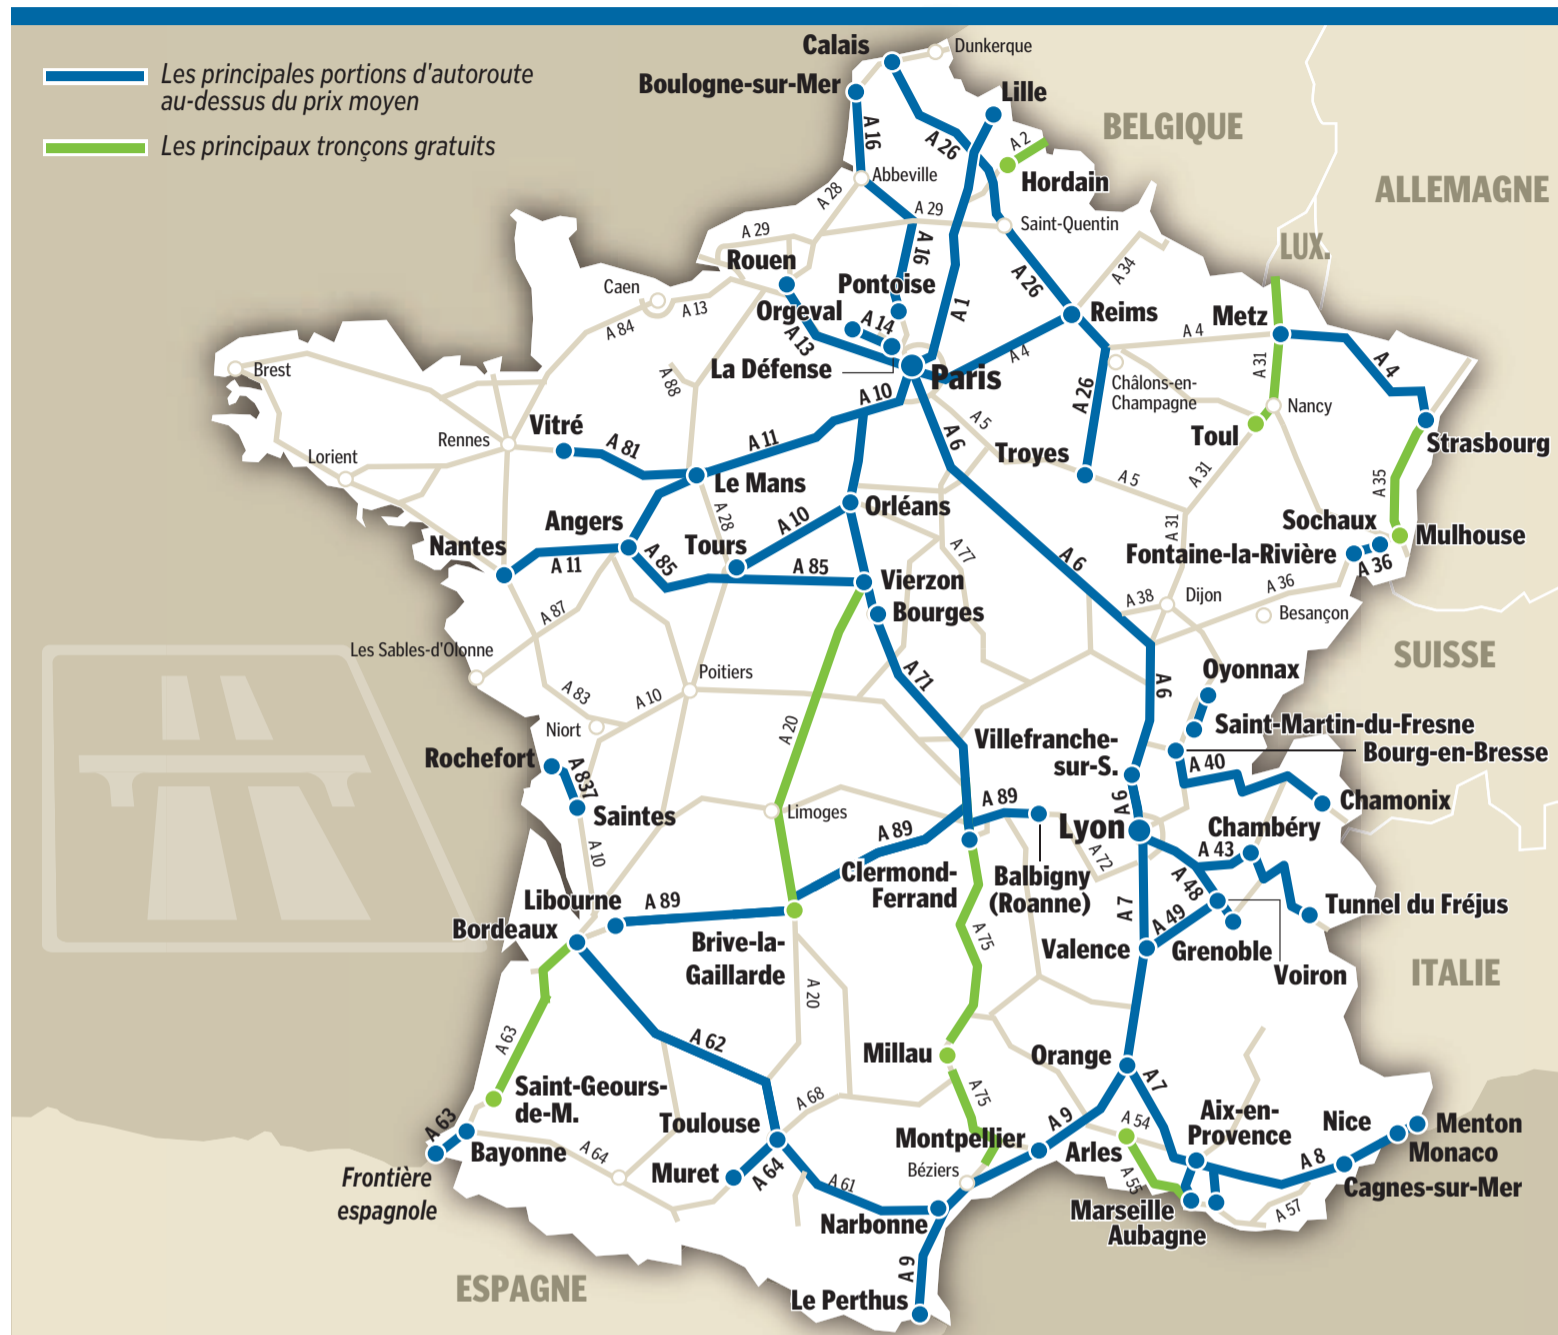 Les principales portions d'autoroute
au-dessus du prix moyen
Les principaux tronçons gratuits
Calais
Dunkerque
Boulogne-sur-Mer
Lille
BELGIQUE
A 16
A 26
A 2
Hordain
ALLEMAGNE
Abbeville
A 28
A 29
Saint-Quentin
A 29
LUX.
Rouen
A 16
A 26
A 34
Caen
Pontoise
A 1
A 13
Orgeval
A 14
Reims
Metz
A 84
A 13
A 4
A 4
A 31
A 4
La Défense
Paris
Brest
A 88
A 10
A 26
Châlons-en-
Champagne
Nancy
Vitré
A 5
Toul
Rennes
A 81
A 11
A 6
Strasbourg
Lorient
Troyes
Le Mans
A 5
A 31
A 35
Orléans
Angers
A 28
A 10
A 31
Sochaux
Mulhouse
Nantes
Tours
A 77
Fontaine-la-Rivière
A 11
A 85
A 85
A 6
A 36
Vierzon
A 36
A 87
Bourges
A 38
Dijon
Besançon
Les Sables-d'Olonne
SUISSE
Poitiers
A 71
Oyonnax
A 83
A 10
A 6
Niort
A 20
Saint-Martin-du-Fresne
Villefranche-
sur-S.
Bourg-en-Bresse
Rochefort
A 40
A 837
Chamonix
Saintes
Limoges
A 89
A 6
A 89
Lyon
Chambéry
A 10
A 72
A 43
Clermond-
Ferrand
Balbigny
(Roanne)
A 48
Libourne
A 89
A 7
A 49
Tunnel du Fréjus
Bordeaux
Brive-la-
Gaillarde
A 75
Valence
Grenoble
Voiron
ITALIE
A 20
A 63
A 62
Millau
Orange
Saint-Geours-
de-M.
A 68
A 75
A 7
A 63
Toulouse
A 9
A 54
Aix-en-
Provence
Nice
Menton
Bayonne
A 64
Montpellier
Arles
Monaco
Frontière
espagnole
Muret
A 64
A 61
Béziers
A 55
A 8
Cagnes-sur-Mer
Narbonne
Marseille
A 57
Aubagne
A 9
ESPAGNE
Le Perthus